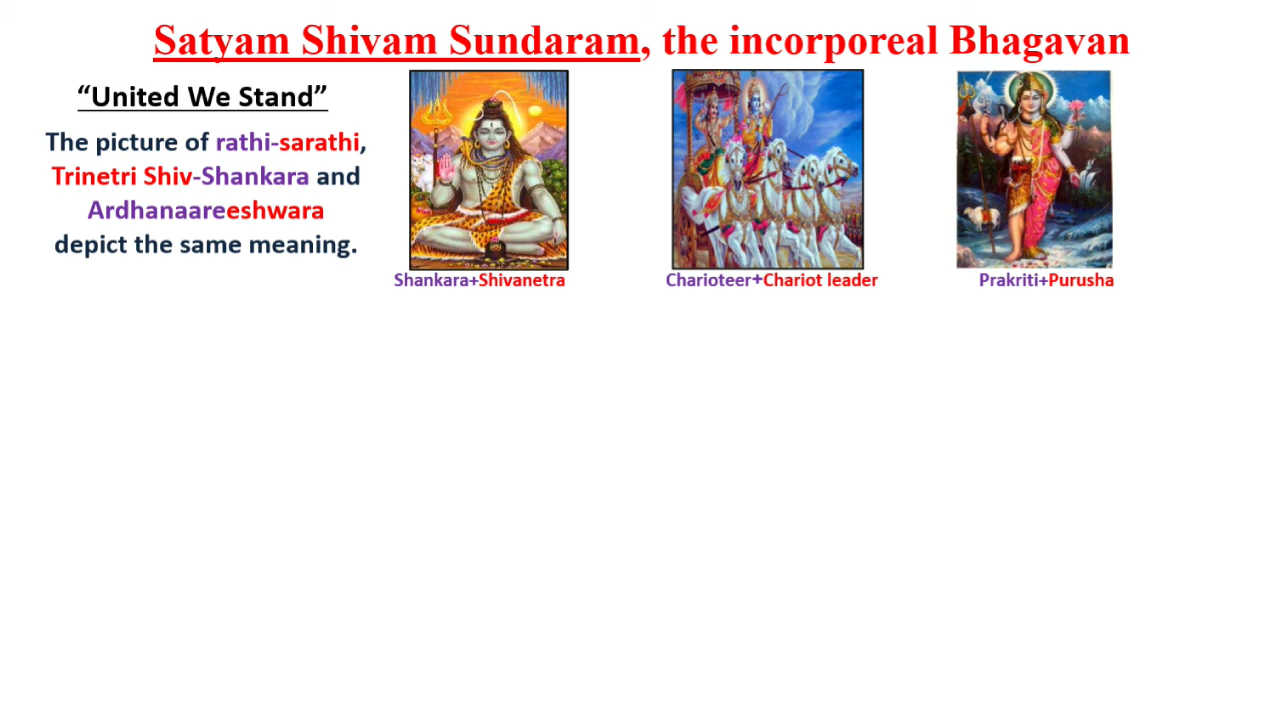 Satyam Shivam Sundaram, the incorporeal Bhagavan
“United We Stand”
The picture of rathi-sarathi,
Trinetri Shiv-Shankara and
Ardhanaareeshwara
depict the same meaning.
Shankara+Shivanetra
Charioteer+Chariot leader
Prakriti+Purusha